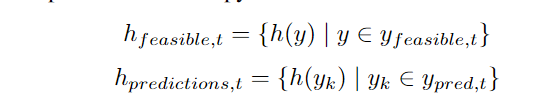 h_{feasible,t} = {h(y) | y ∈ y_{feasible,t}}
h_{predictions,t} = {h(y_k) | y_k ∈ y_{pred,t}}